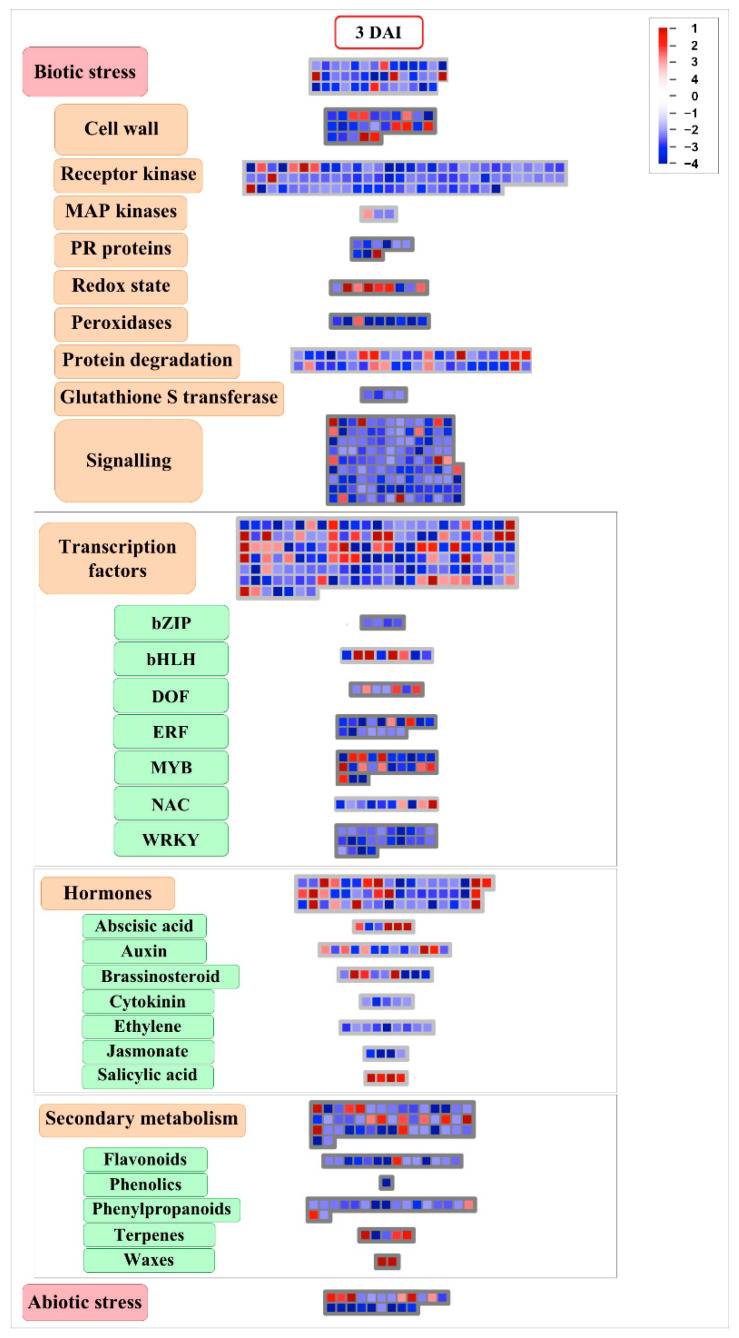 3 DAI
1
2
3
4
0
−1
−2
−3
−4
Biotic stress
Cell wall
Receptor kinase
MAP kinases
PR proteins
Redox state
Peroxidases
Protein degradation
Glutathione S transferase
Signalling
Transcription
factors
bZIP
bHLH
DOF
ERF
MYB
NAC
WRKY
Hormones
Abscisic acid
Auxin
Brassinosteroid
Cytokinin
Ethylene
Jasmonate
Salicylic acid
Secondary metabolism
Flavonoids
Phenolics
Phenylpropanoids
Terpenes
Waxes
Abiotic stress